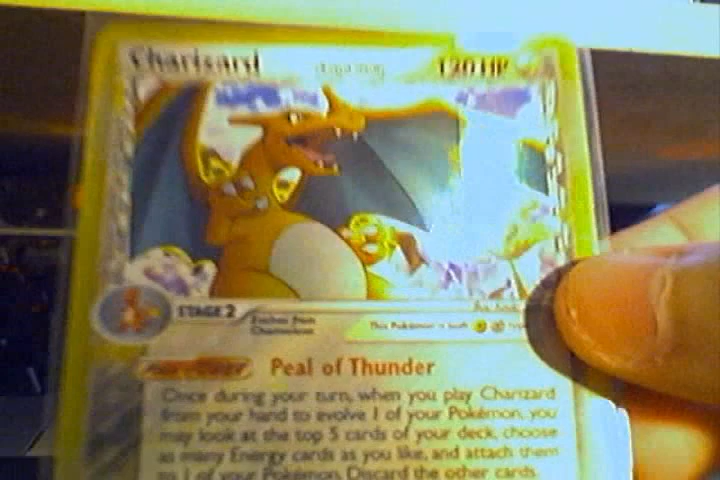 Charizard 120 HP
STAGE 2
Evolves from
Charmeleon
This Pokémon is both
Peal of Thunder
Once during your turn, when you play Charizard
from your hand to evolve 1 of your Pokémon, you
may look at the top 5 cards of your deck, choose
as many Energy cards as you like, and attach them
to 1 of your Pokémon. Discard the other cards.